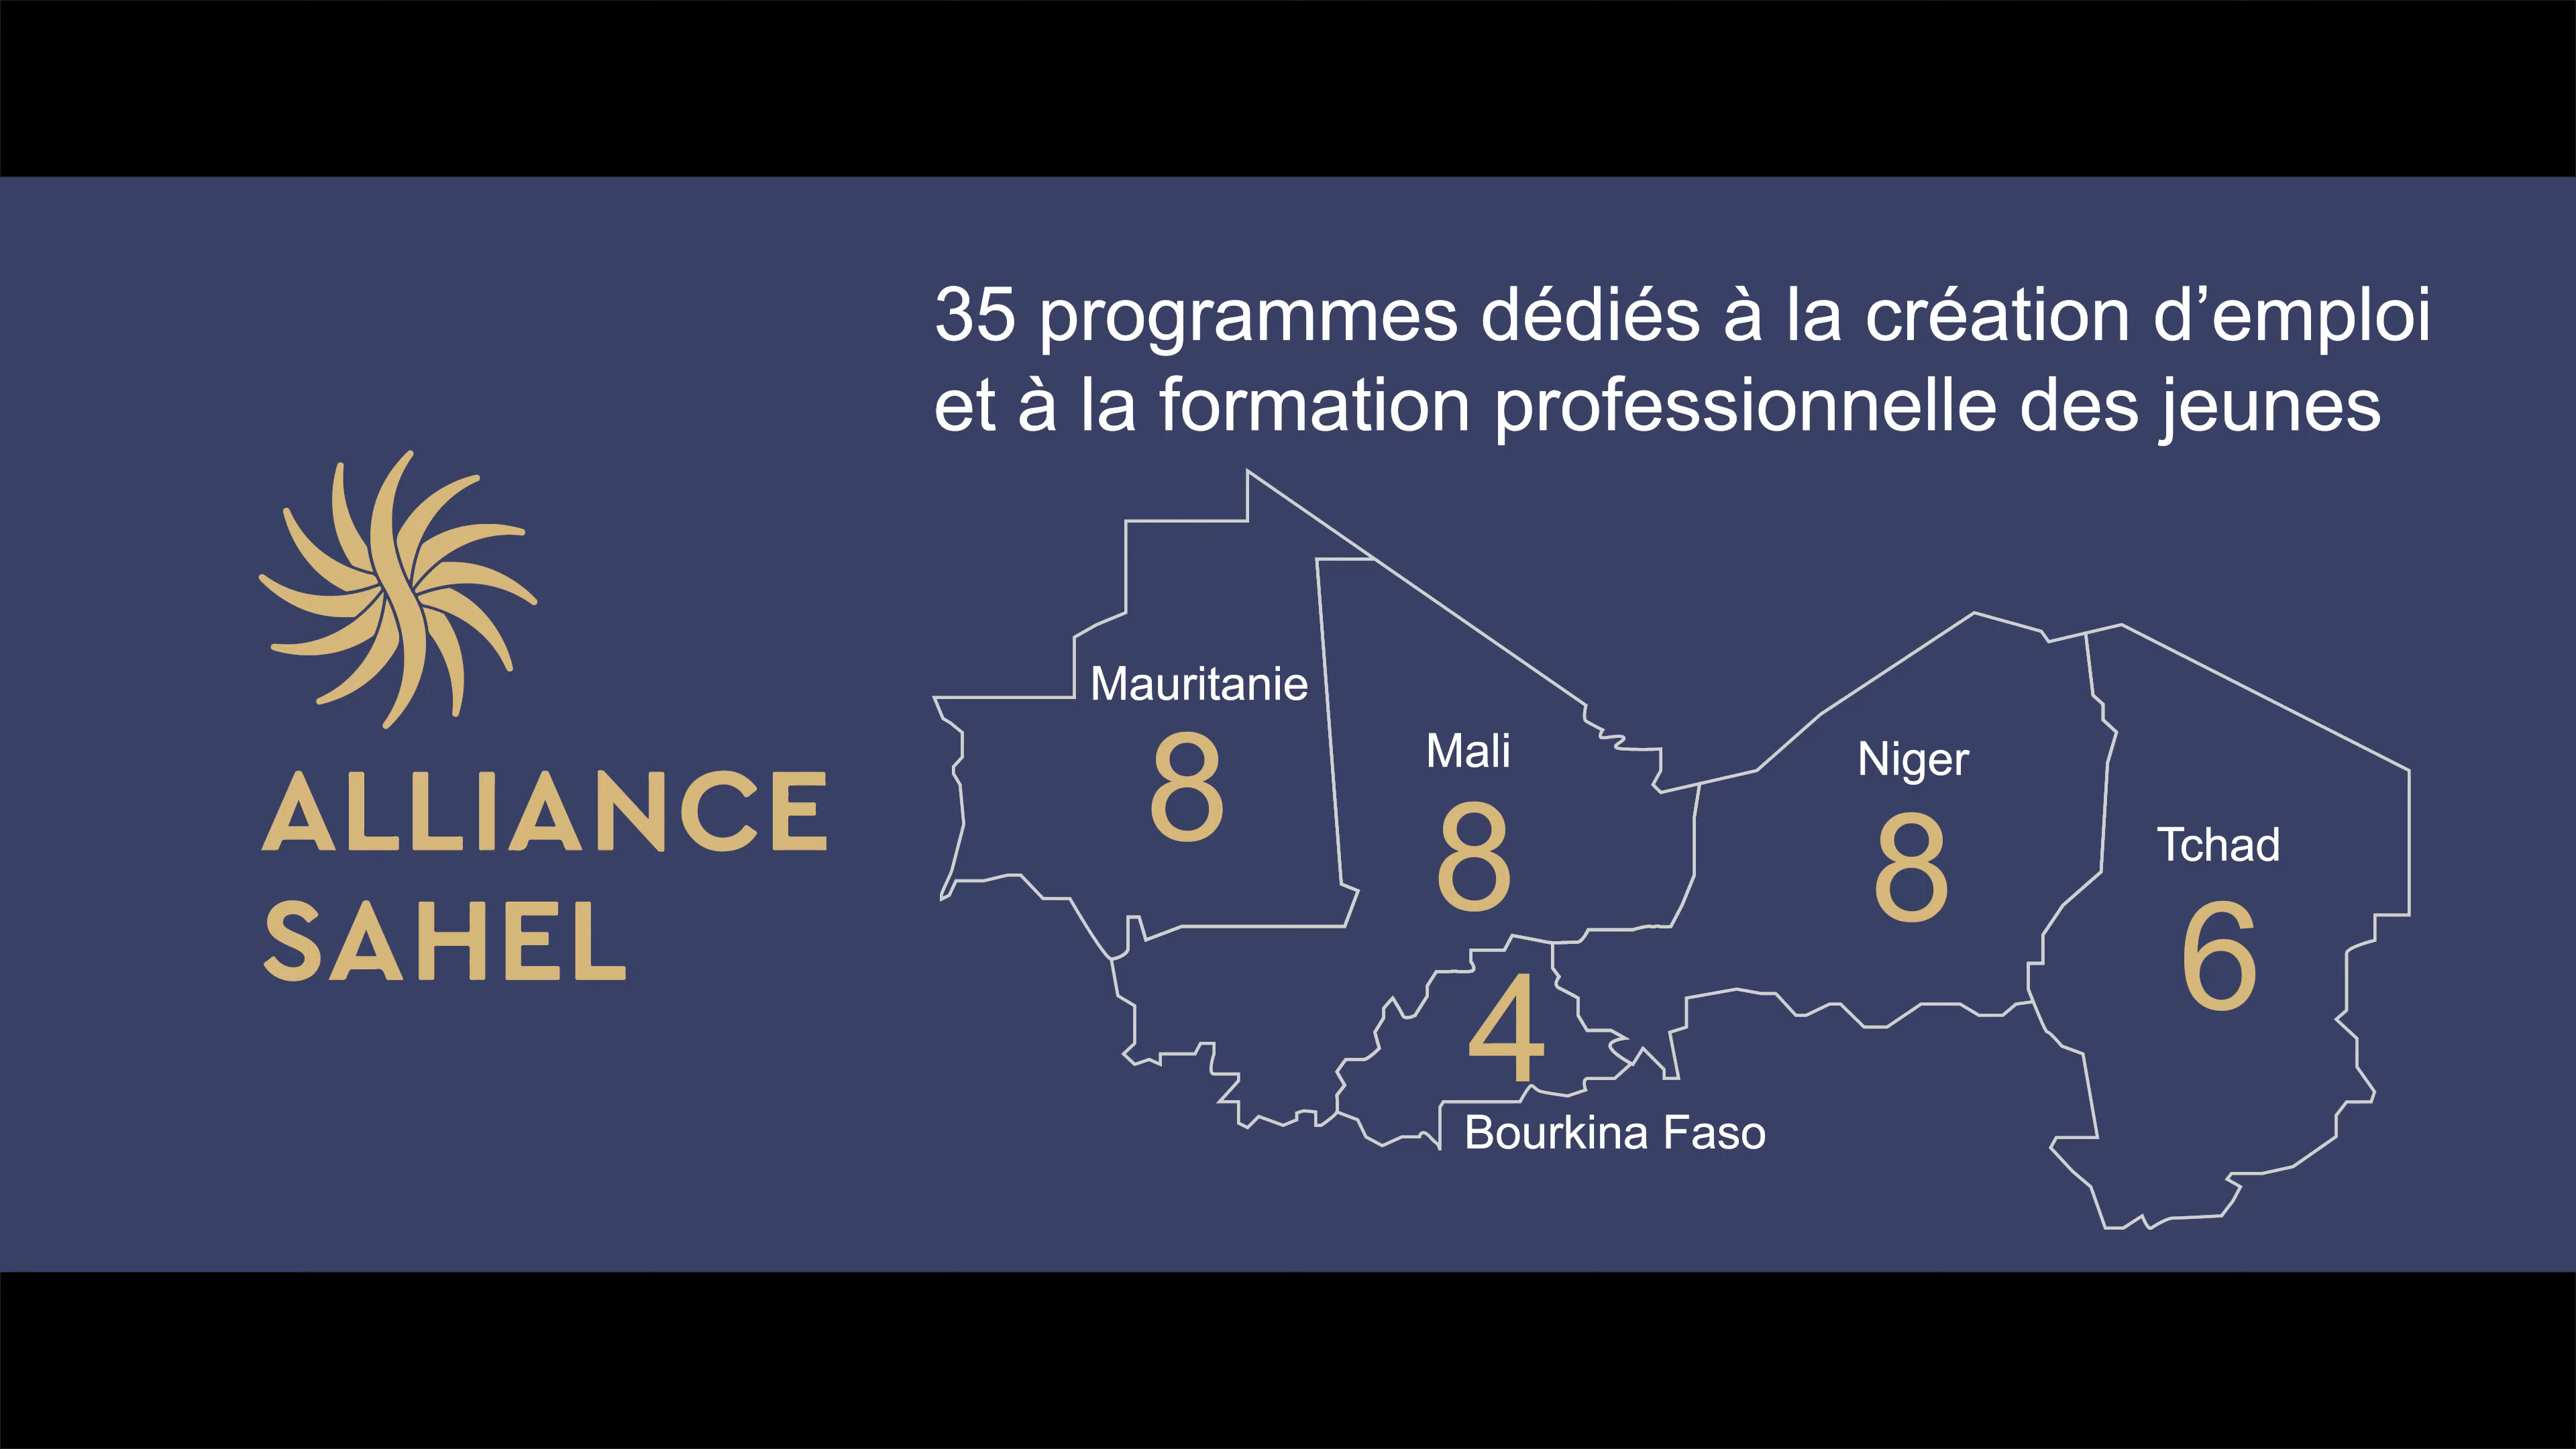 35 programmes dédiés à la création d’emploi
et à la formation professionnelle des jeunes
ALLIANCE
SAHEL
Mauritanie
8
Mali
8
Niger
8
Tchad
6
4
Bourkina Faso